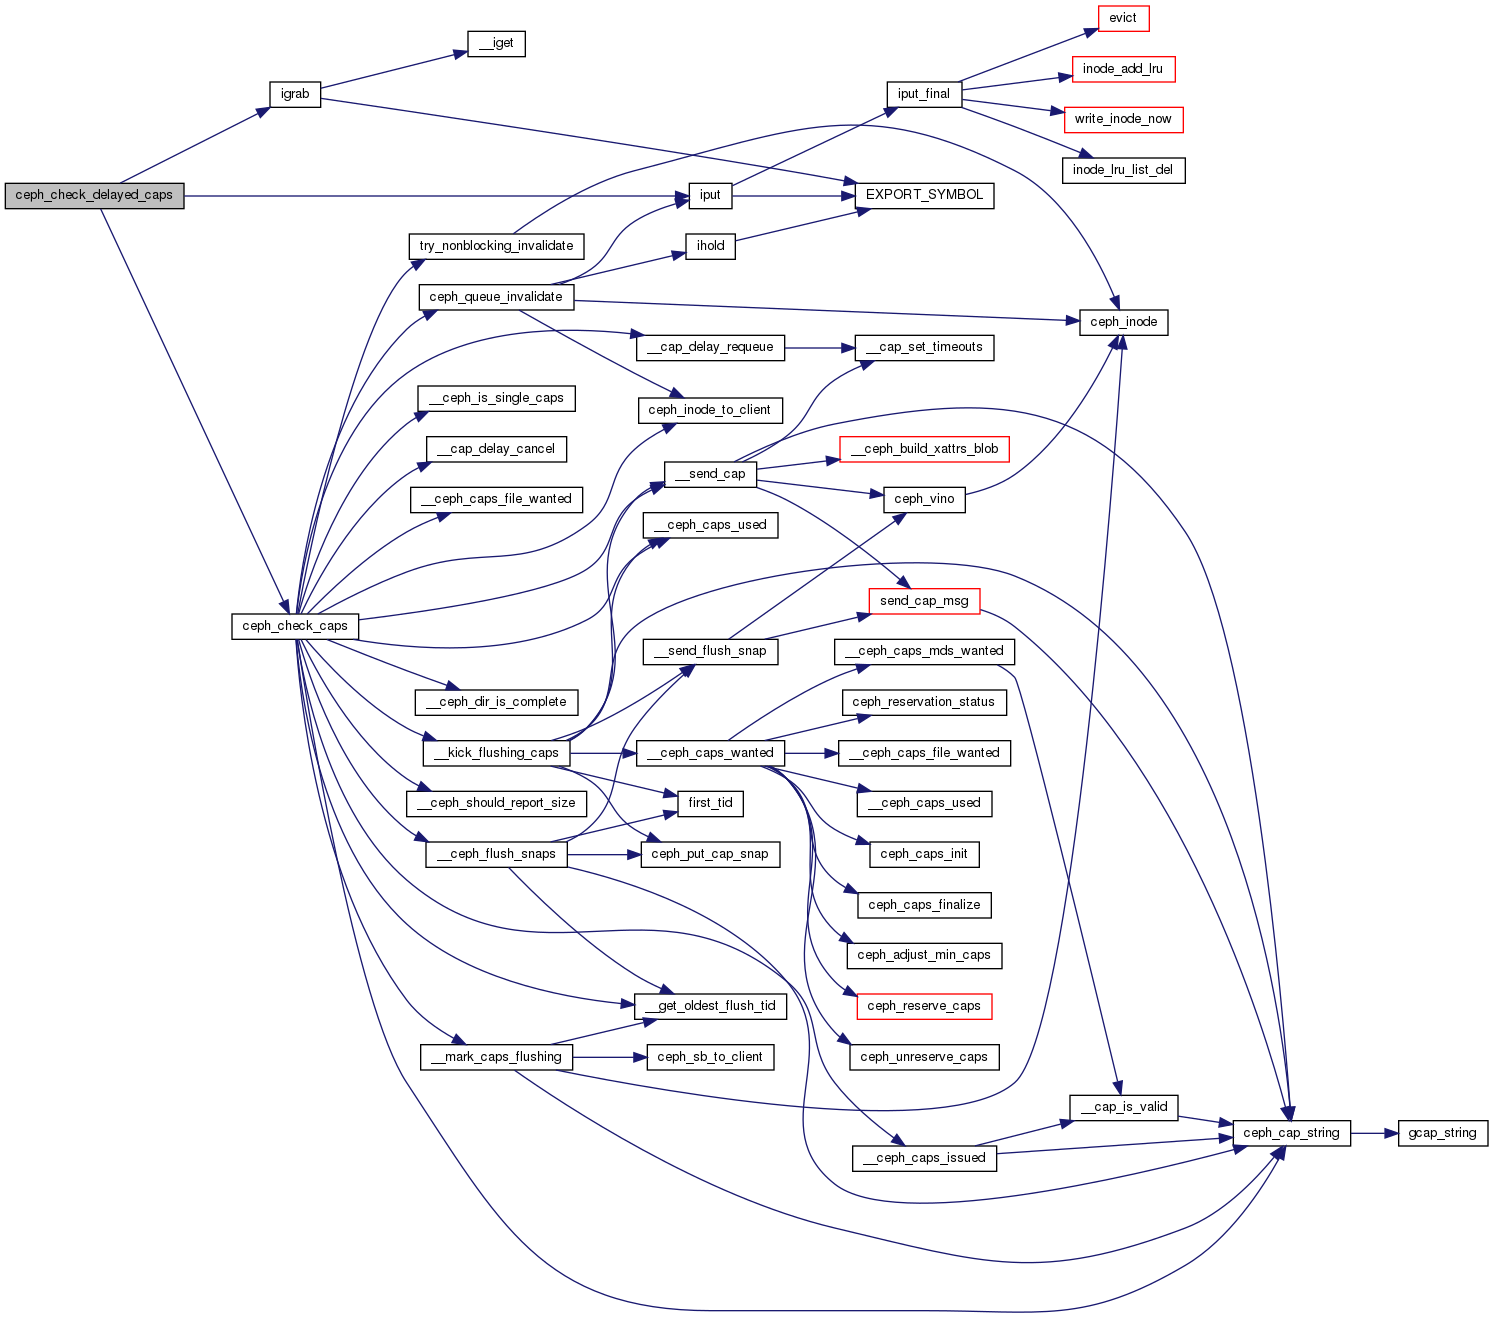 evict
__iget
inode_add_lru
igrab
iput_final
write_inode_now
inode_lru_list_del
ceph_check_delayed_caps
iput
EXPORT_SYMBOL
try_nonblocking_invalidate
ihold
ceph_queue_invalidate
ceph_inode
__cap_delay_requeue
__cap_set_timeouts
__ceph_is_single_caps
ceph_inode_to_client
__cap_delay_cancel
__ceph_build_xattrs_blob
__send_cap
__ceph_caps_file_wanted
ceph_vino
__ceph_caps_used
send_cap_msg
ceph_check_caps
__send_flush_snap
__ceph_caps_mds_wanted
__ceph_dir_is_complete
ceph_reservation_status
__kick_flushing_caps
__ceph_caps_wanted
__ceph_caps_file_wanted
__ceph_should_report_size
first_tid
__ceph_caps_used
__ceph_flush_snaps
ceph_put_cap_snap
ceph_caps_init
ceph_caps_finalize
ceph_adjust_min_caps
__get_oldest_flush_tid
ceph_reserve_caps
__mark_caps_flushing
ceph_sb_to_client
ceph_unreserve_caps
__cap_is_valid
ceph_cap_string
gcap_string
__ceph_caps_issued